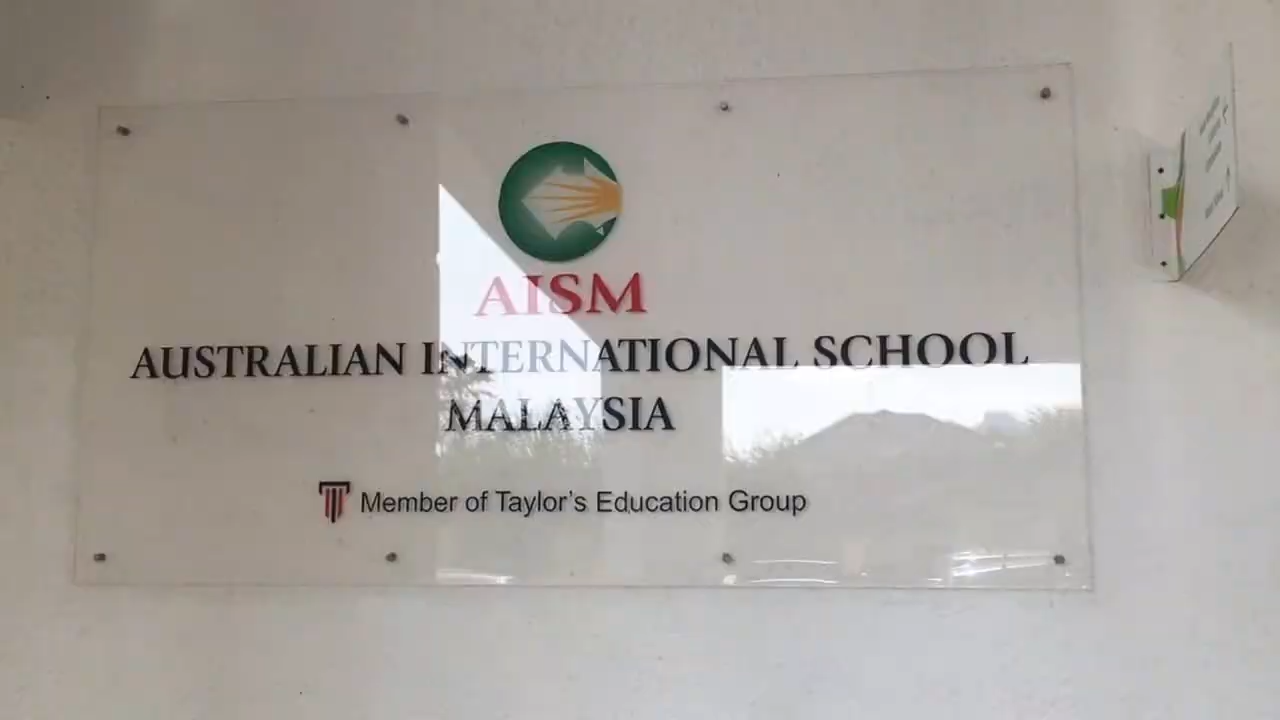 AISM
AUSTRALIAN INTERNATIONAL SCHOOL
MALAYSIA
Member of Taylor's Education Group